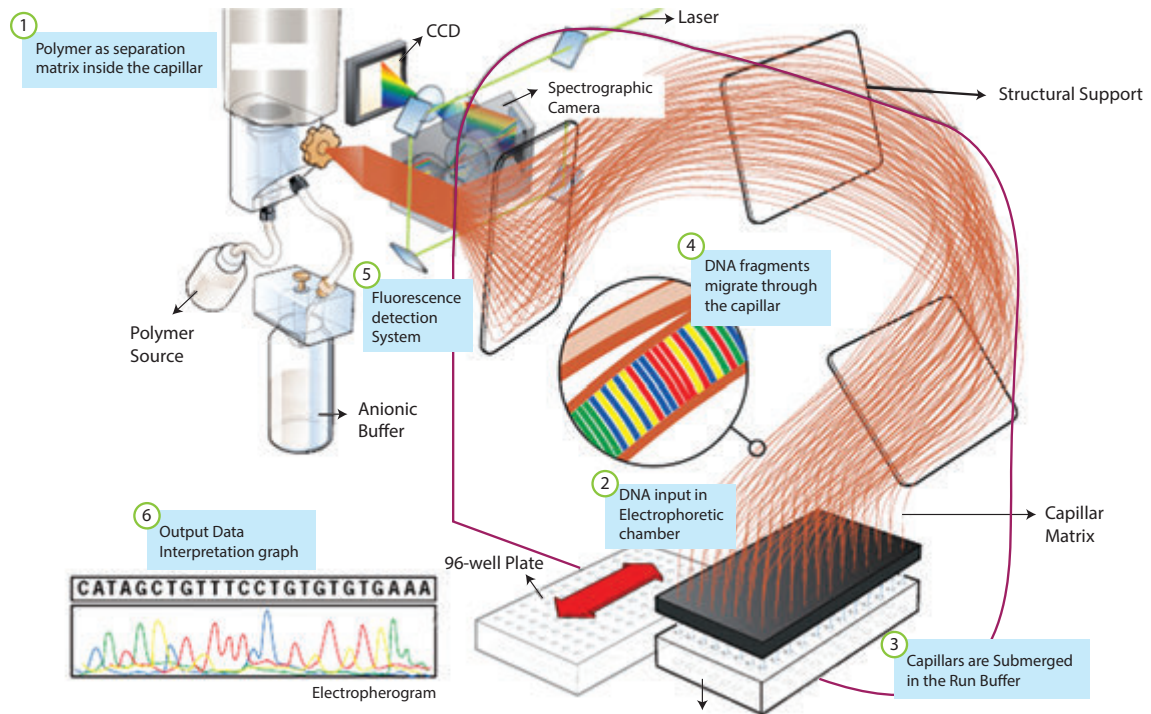 1
Polymer as separation
matrix inside the capillar
CCD
Laser
Spectrographic
Camera
Structural Support
4
DNA fragments
migrate through
the capillar
5
Fluorescence
detection
System
Polymer
Source
Anionic
Buffer
2
DNA input in
Electrophoretic
chamber
Capillar
Matrix
6
Output Data
Interpretation graph
96-well Plate
CATAGCTGTTTCCTGTGTGTGAAA
3
Capillars are Submerged
in the Run Buffer
Electropherogram